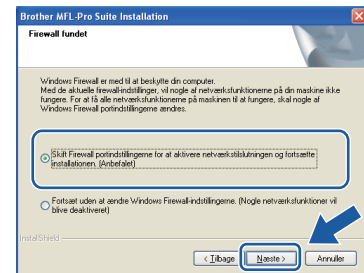 Brother MFL-Pro Suite Installation
Firewall fundet
Windows Firewall er med til at beskytte din computer.
Med de aktuelle firewall-indstillinger, vil nogle af netværksfunktionerne på din maskine ikke
fungere. For at få alle netværksfunktionerne på maskinen til at fungere, skal nogle af
Windows Firewall portindstillingerne ændres.
Skift Firewall portindstillingerne for at aktivere netværkstilslutningen og fortsætte
installationen. (Anbefalet)
Fortsæt uden at ændre Windows Firewall-indstillingerne. (Nogle netværksfunktioner vil
blive deaktiveret)
InstallShield
< Tilbage
Næste >
Annuller